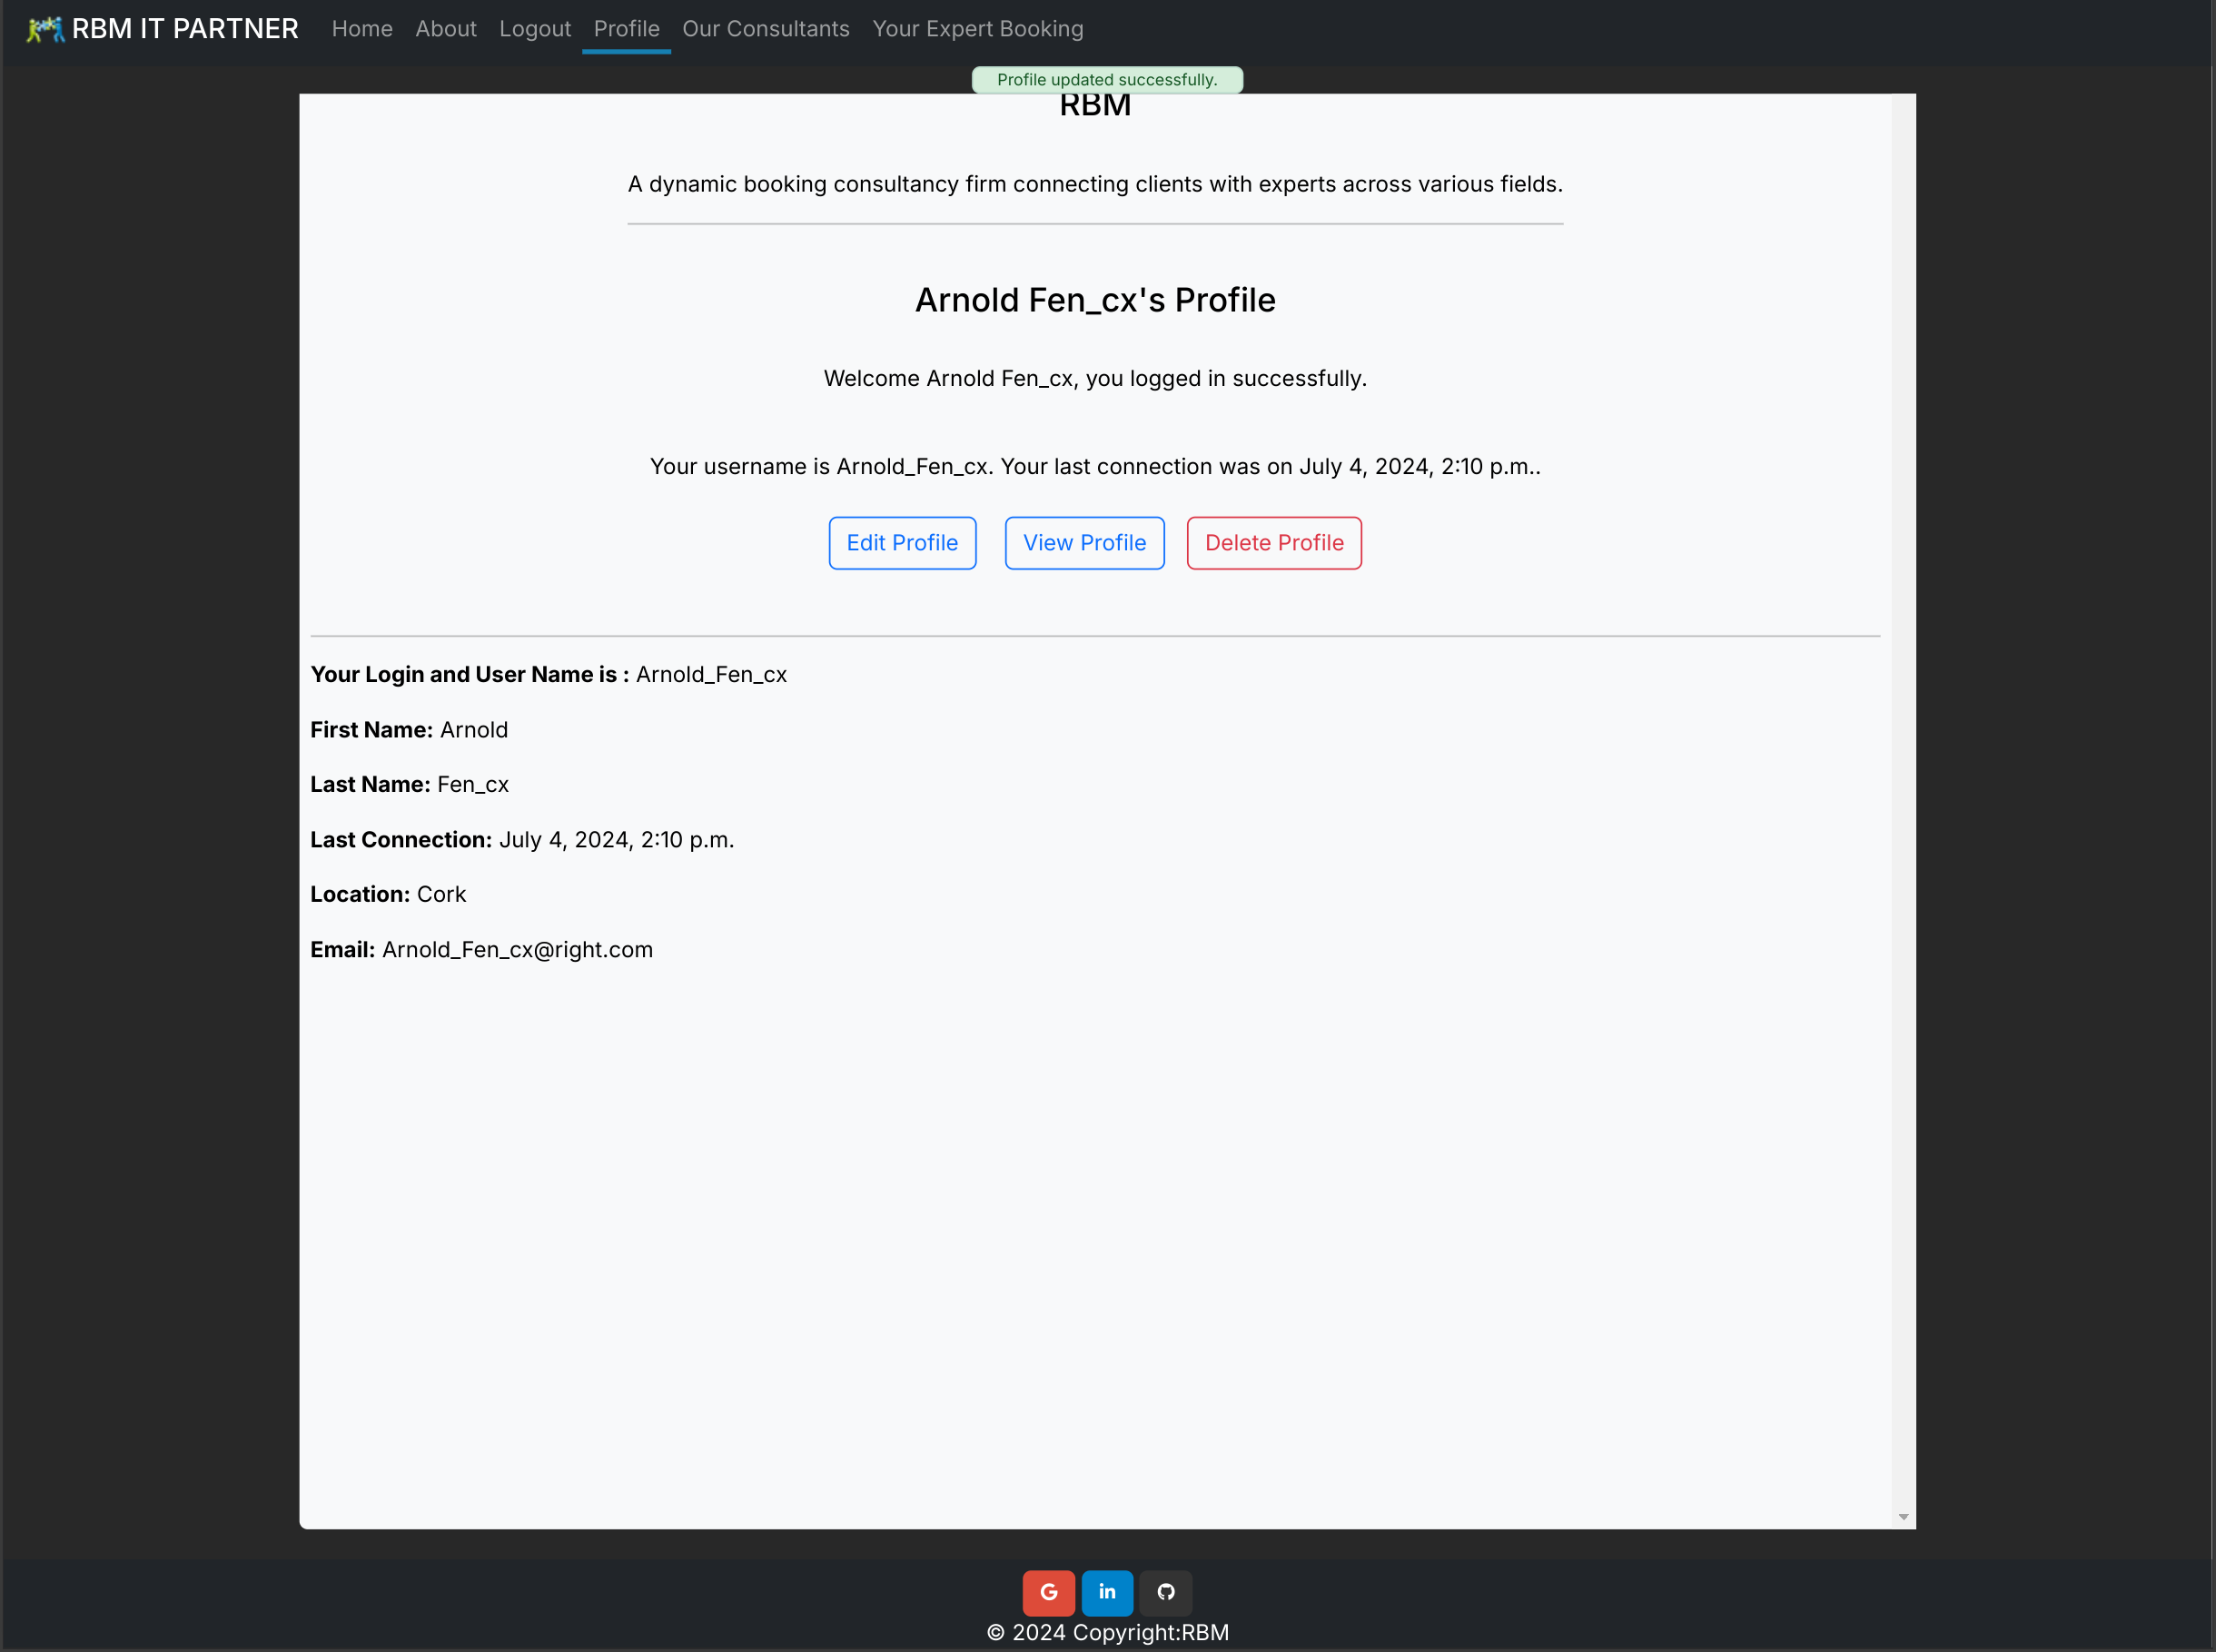 RBM IT PARTNER Home About Logout Profile Our Consultants Your Expert Booking
Profile updated successfully.
RBM
A dynamic booking consultancy firm connecting clients with experts across various fields.
Arnold Fen_cx's Profile
Welcome Arnold Fen_cx, you logged in successfully.
Your username is Arnold_Fen_cx. Your last connection was on July 4, 2024, 2:10 p.m..
Edit Profile View Profile Delete Profile
Your Login and User Name is : Arnold_Fen_cx
First Name: Arnold
Last Name: Fen_cx
Last Connection: July 4, 2024, 2:10 p.m.
Location: Cork
Email: Arnold_Fen_cx@right.com
G in
© 2024 Copyright:RBM